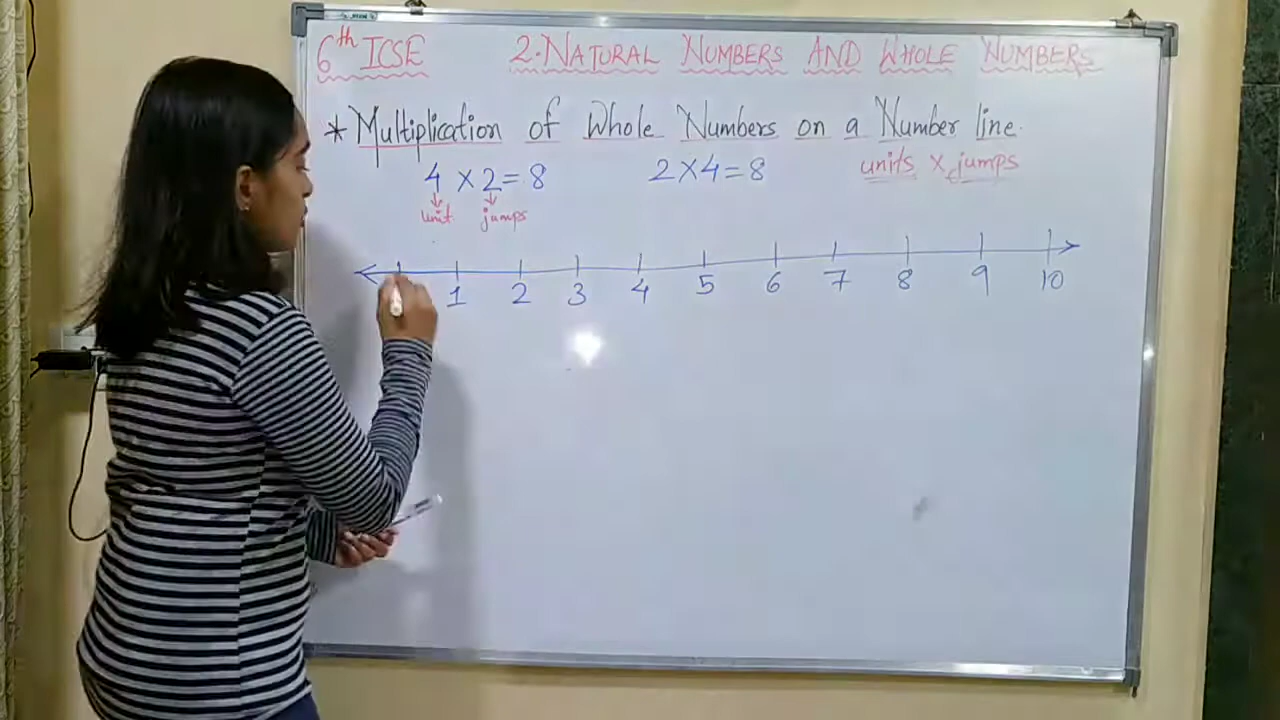 6th ICSE 2. NATURAL NUMBERS AND WHOLE NUMBERS
* Multiplication of Whole Numbers on a Number line.
4 X 2 = 8 2 X 4 = 8 units x jumps
unit jumps
1 2 3 4 5 6 7 8 9 10